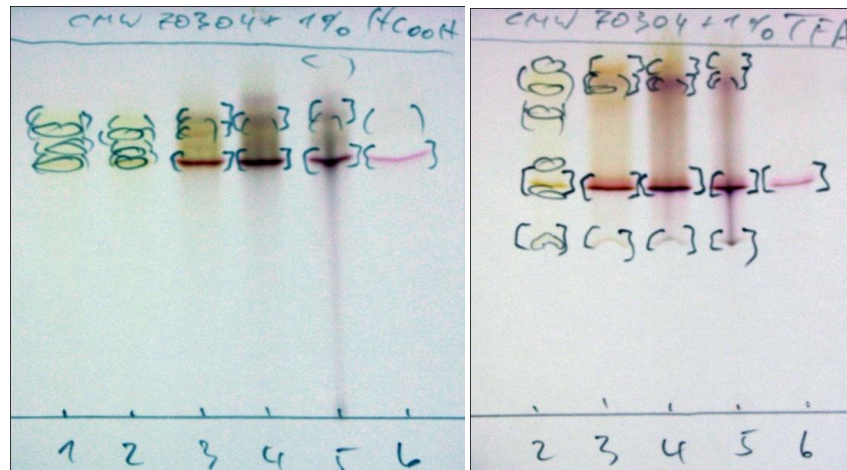 CMW 70304 + 1% HCOOH
1 2 3 4 5 6
CMW 70304 + 1% TFA
2 3 4 5 6